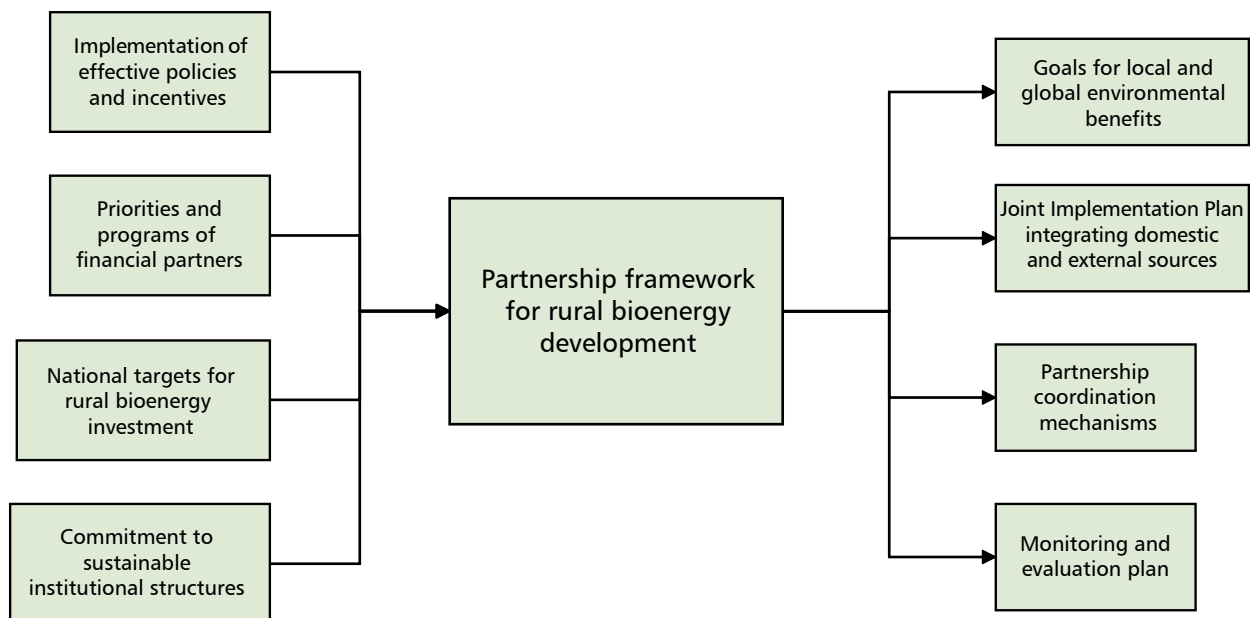 Implementation of
effective policies
and incentives
Priorities and
programs of
financial partners
National targets for
rural bioenergy
investment
Commitment to
sustainable
institutional structures
Partnership framework
for rural bioenergy
development
Goals for local and
global environmental
benefits
Joint Implementation Plan
integrating domestic
and external sources
Partnership
coordination
mechanisms
Monitoring and
evaluation plan